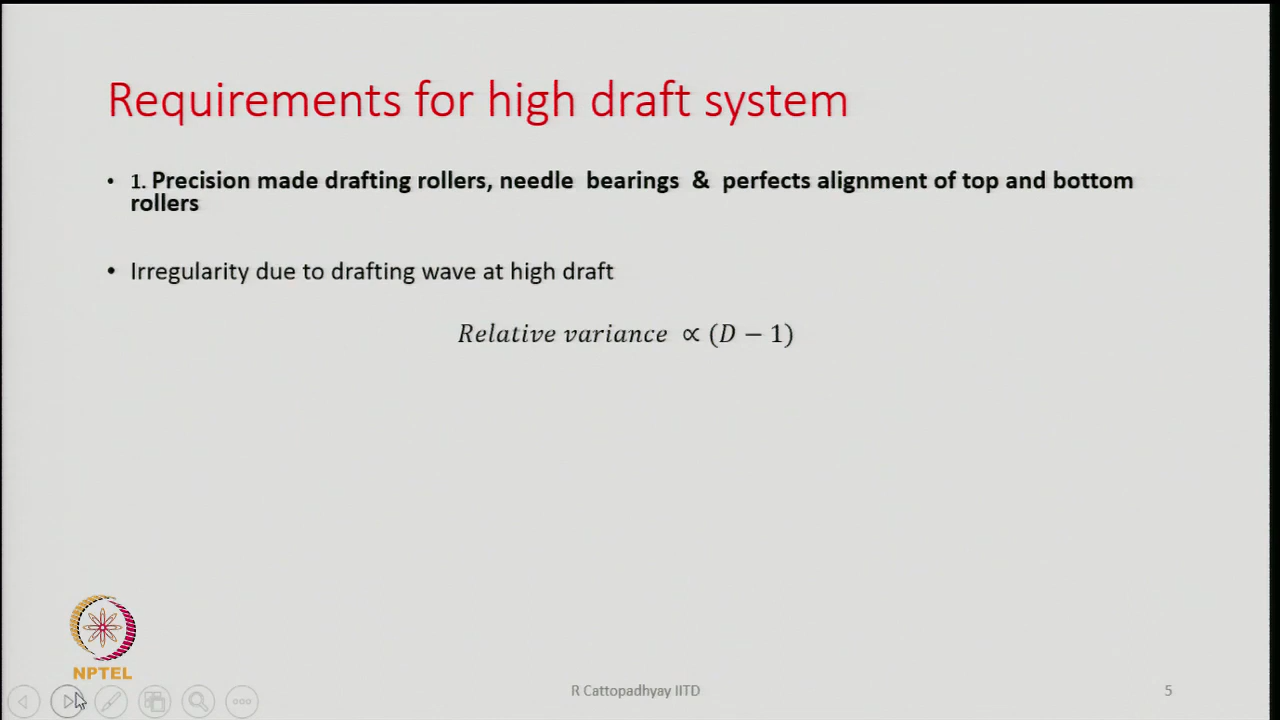 Requirements for high draft system
• 1. Precision made drafting rollers, needle bearings & perfects alignment of top and bottom
rollers
• Irregularity due to drafting wave at high draft
Relative variance ∝ (D − 1)
NPTEL
R Cattopadhyay IITD
5